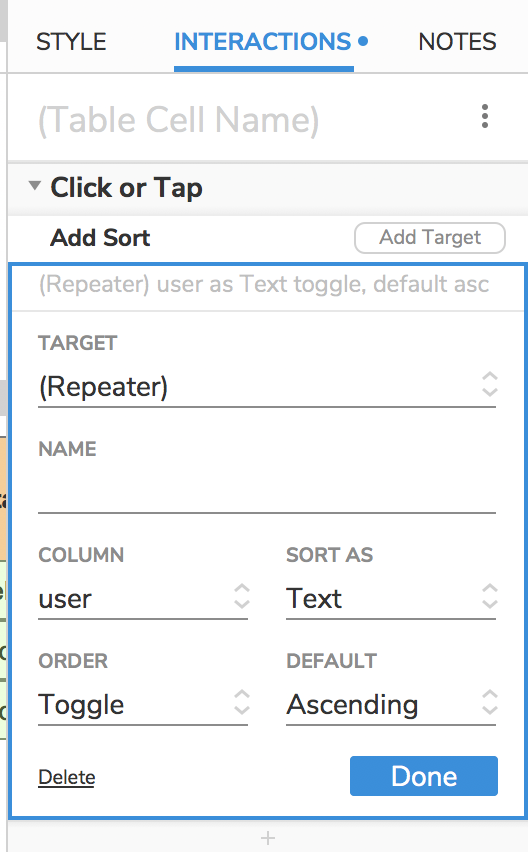 STYLE INTERACTIONS NOTES
(Table Cell Name)
Click or Tap
Add Sort Add Target
(Repeater) user as Text toggle, default asc
TARGET
(Repeater)
NAME
COLUMN SORT AS
user Text
ORDER DEFAULT
Toggle Ascending
Delete Done